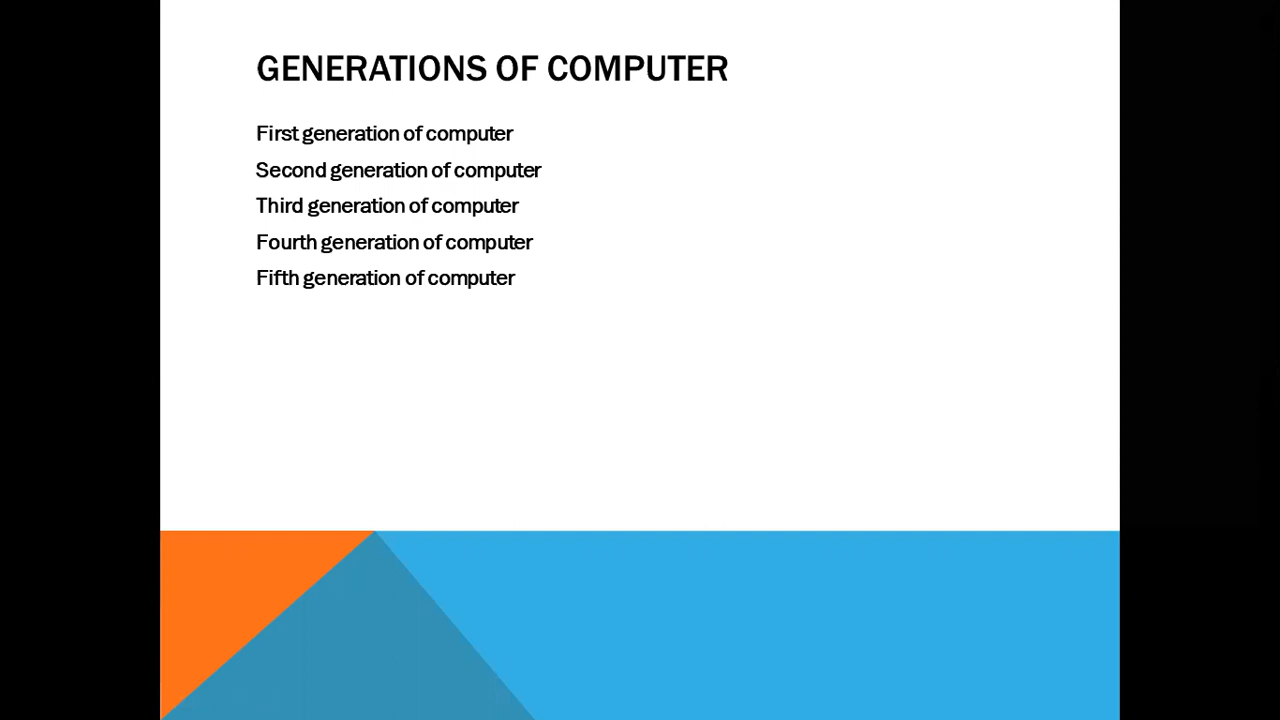 GENERATIONS OF COMPUTER
First generation of computer
Second generation of computer
Third generation of computer
Fourth generation of computer
Fifth generation of computer